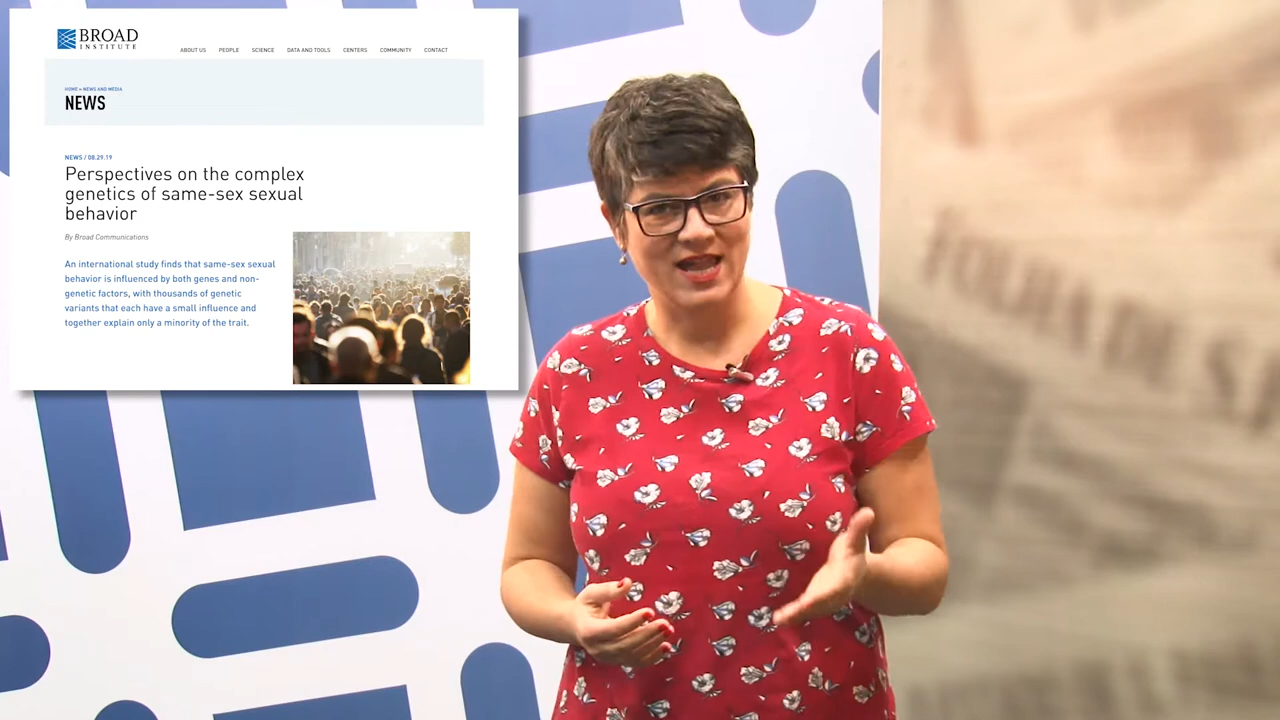 BROAD
INSTITUTE
ABOUT US PEOPLE SCIENCE DATA AND TOOLS CENTERS COMMUNITY CONTACT
HOME » NEWS AND MEDIA
NEWS
NEWS / 08.29.19
Perspectives on the complex
genetics of same-sex sexual
behavior
By Broad Communications
An international study finds that same-sex sexual
behavior is influenced by both genes and non-
genetic factors, with thousands of genetic
variants that each have a small influence and
together explain only a minority of the trait.